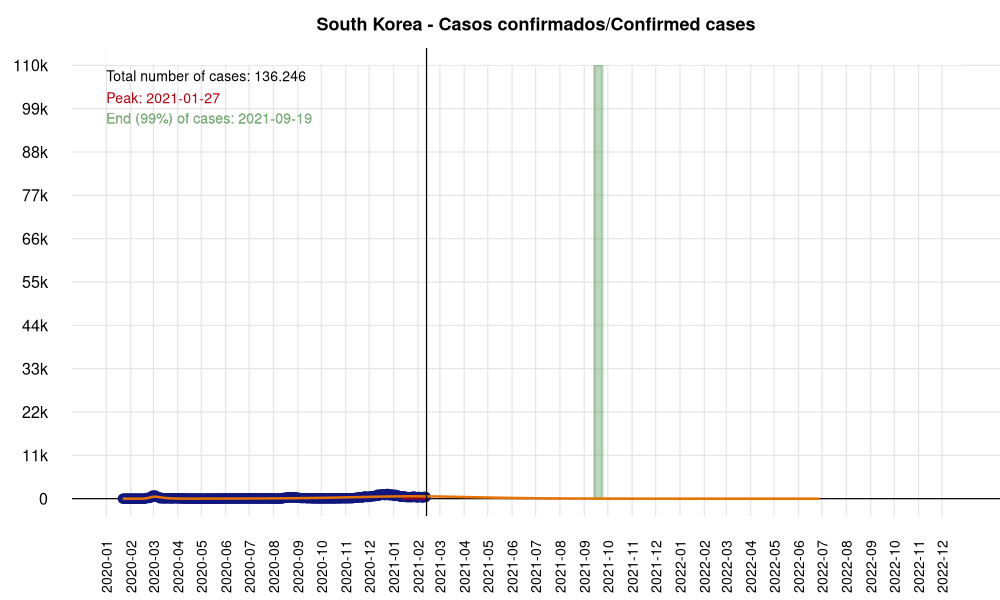 South Korea - Casos confirmados/Confirmed cases
Total number of cases: 136.246
Peak: 2021-01-27
End (99%) of cases: 2021-09-19
110k
99k
88k
77k
66k
55k
44k
33k
22k
11k
0
2020-01
2020-02
2020-03
2020-04
2020-05
2020-06
2020-07
2020-08
2020-09
2020-10
2020-11
2020-12
2021-01
2021-02
2021-03
2021-04
2021-05
2021-06
2021-07
2021-08
2021-09
2021-10
2021-11
2021-12
2022-01
2022-02
2022-03
2022-04
2022-05
2022-06
2022-07
2022-08
2022-09
2022-10
2022-11
2022-12